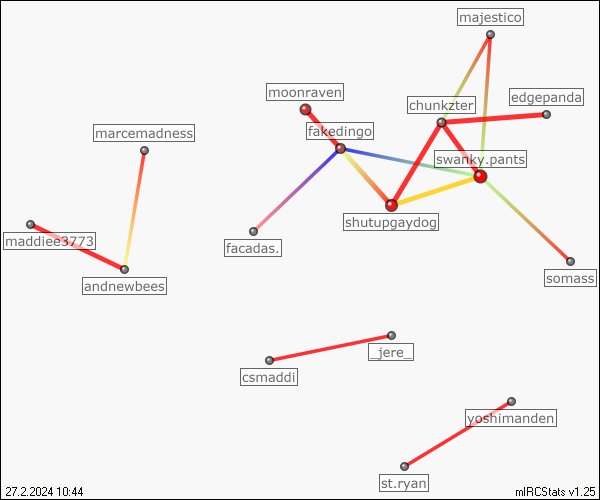 majestico
moonraven
edgepanda
chunkzter
marcemadness
fakedingo
swanky.pants
shutupgaydog
maddiee3773
facadas.
somass
andnewbees
_jere_
csmaddi
yoshimanden
st.ryan
27.2.2024 10:44
mIRCStats v1.25